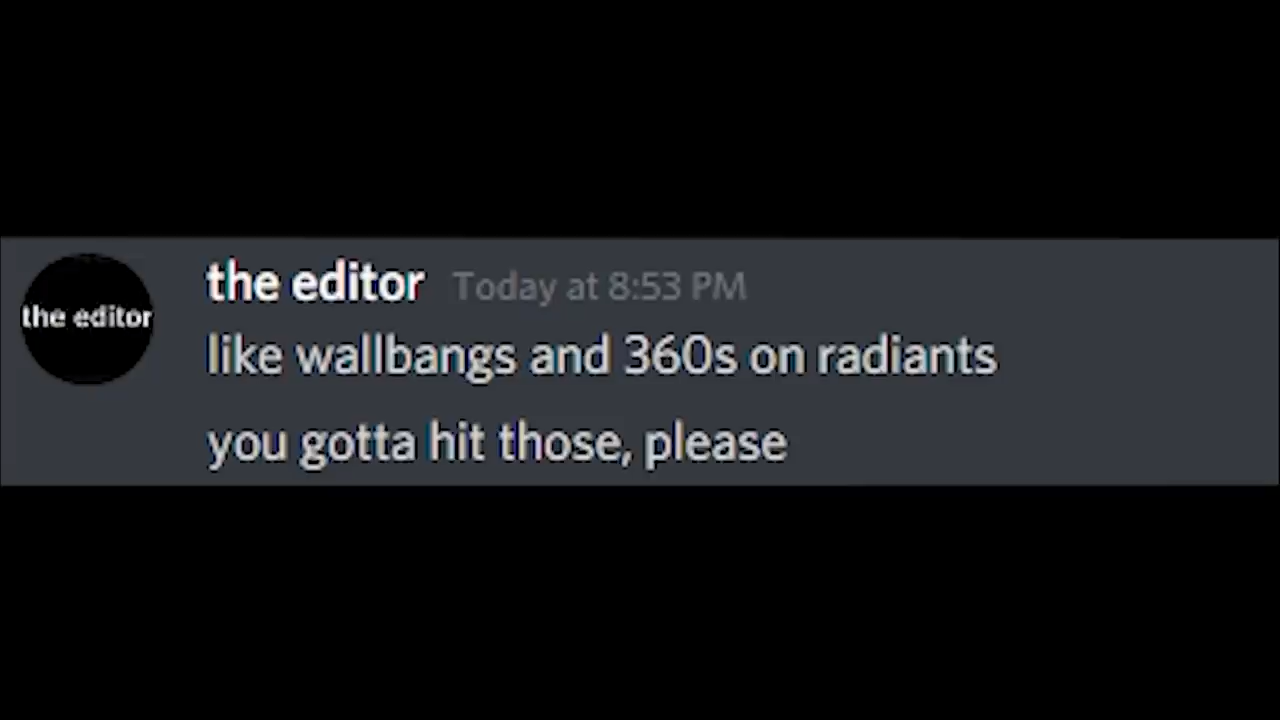 the editor
the editor Today at 8:53 PM
like wallbangs and 360s on radiants
you gotta hit those, please